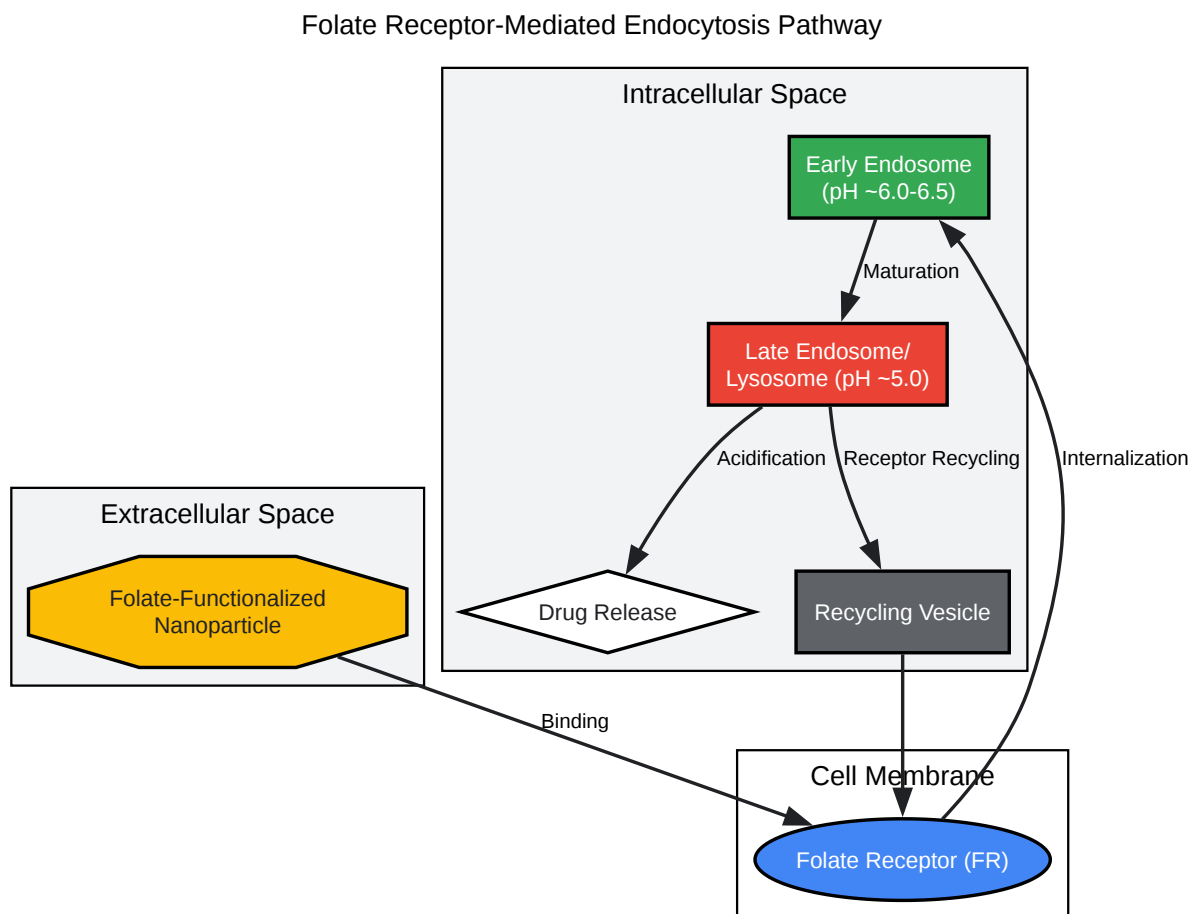 Folate Receptor-Mediated Endocytosis Pathway
Intracellular Space
Early Endosome
(pH ~6.0-6.5)
Maturation
Late Endosome/
Lysosome (pH ~5.0)
Acidification
Receptor Recycling
Internalization
Extracellular Space
Folate-Functionalized
Nanoparticle
Drug Release
Recycling Vesicle
Binding
Cell Membrane
Folate Receptor (FR)